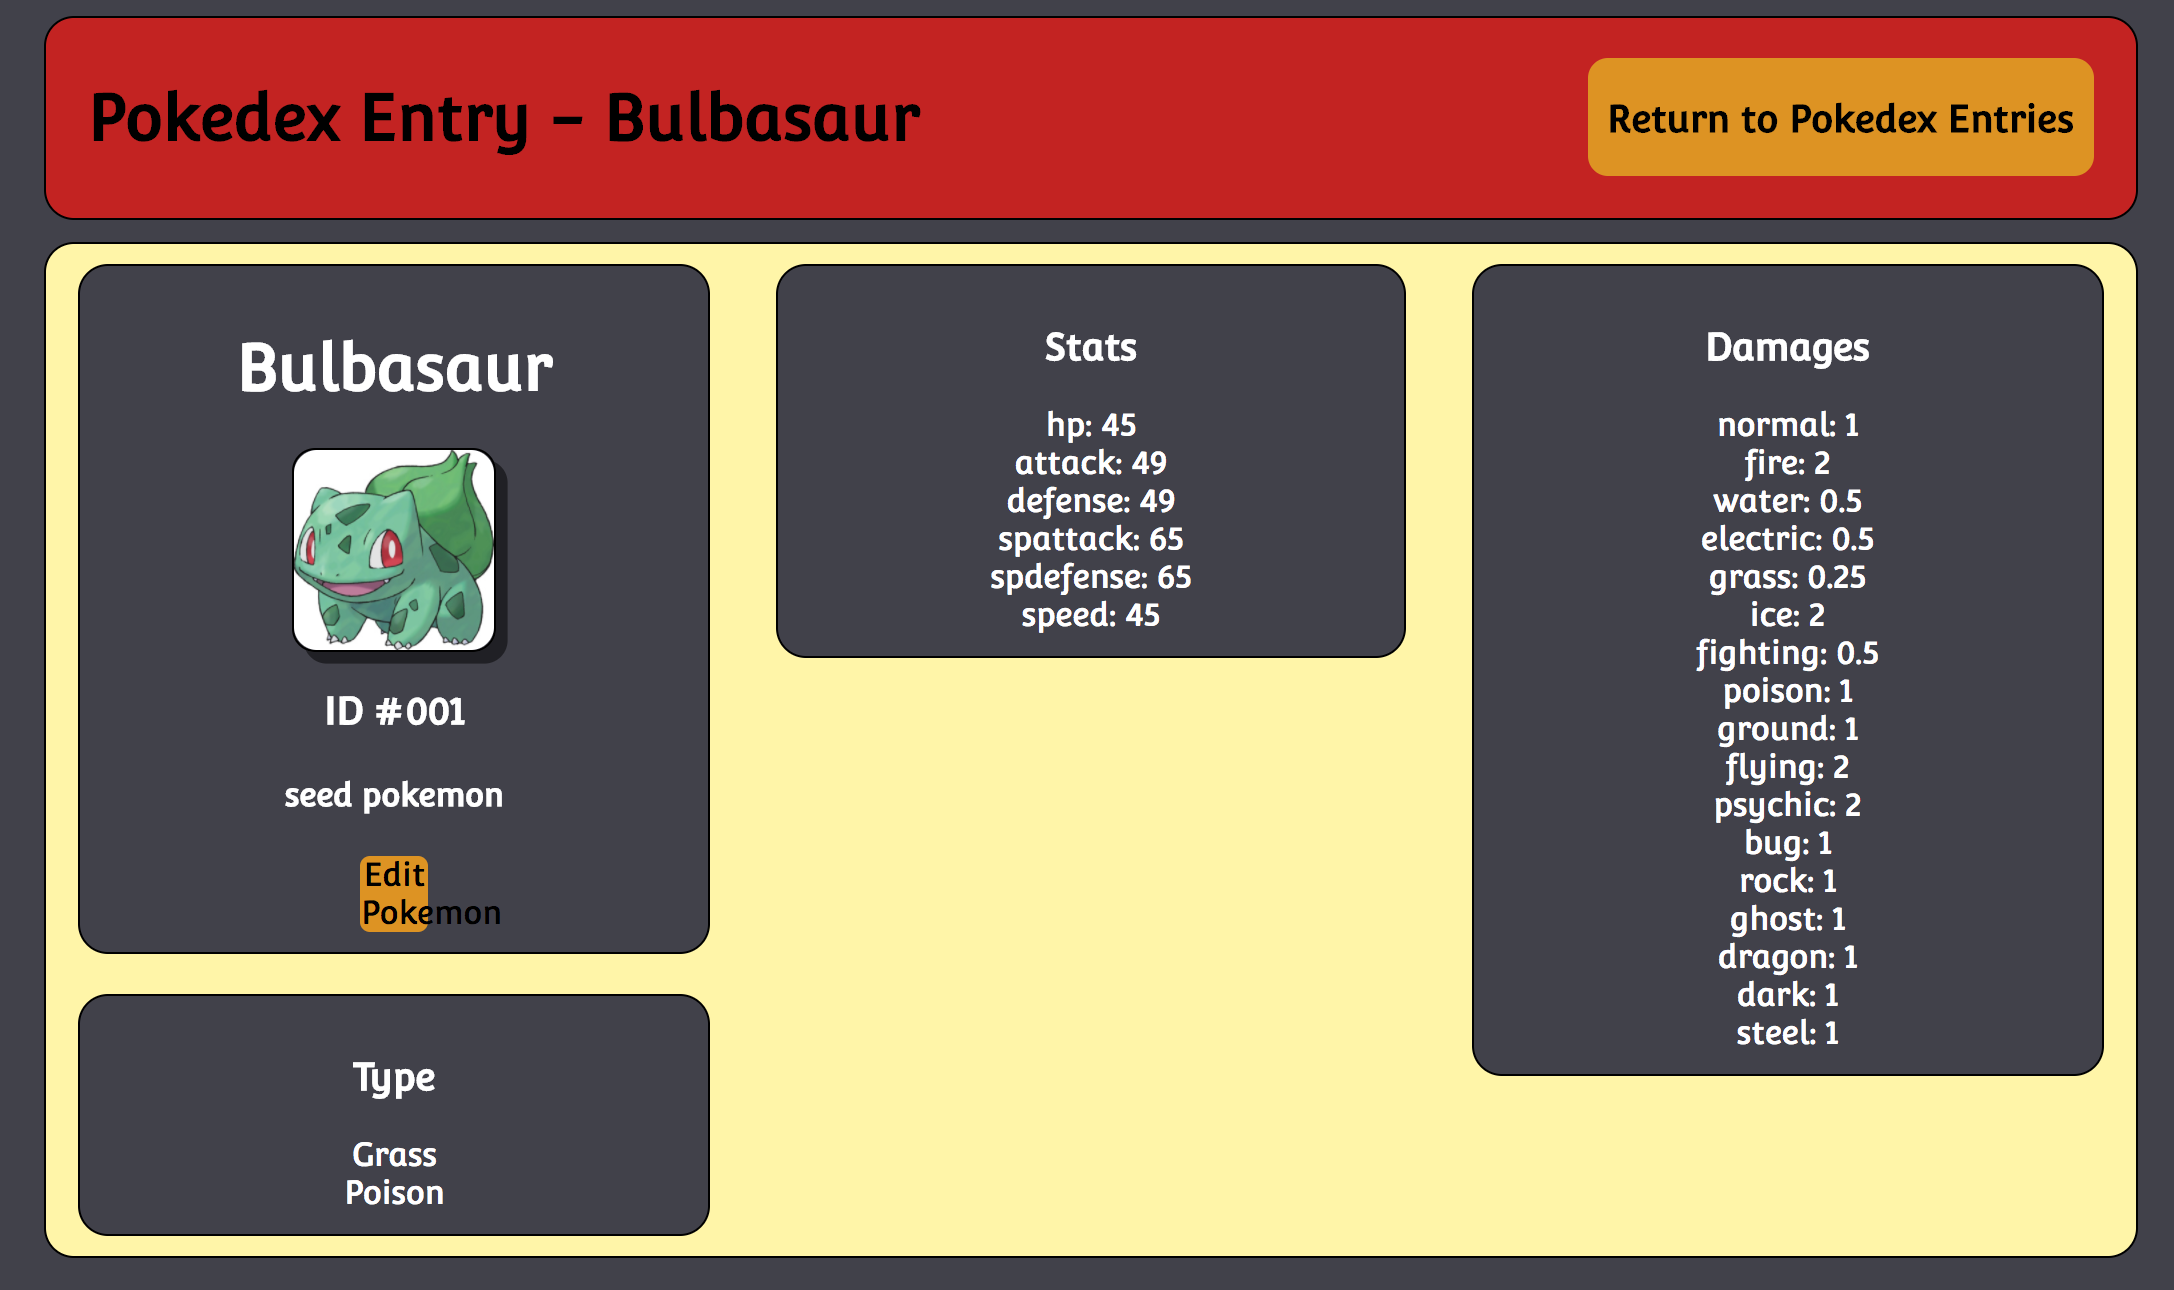 Pokedex Entry - Bulbasaur
Return to Pokedex Entries
Bulbasaur
ID #001
seed pokemon
Edit
Pokemon
Type
Grass
Poison
Stats
hp: 45
attack: 49
defense: 49
spattack: 65
spdefense: 65
speed: 45
Damages
normal: 1
fire: 2
water: 0.5
electric: 0.5
grass: 0.25
ice: 2
fighting: 0.5
poison: 1
ground: 1
flying: 2
psychic: 2
bug: 1
rock: 1
ghost: 1
dragon: 1
dark: 1
steel: 1